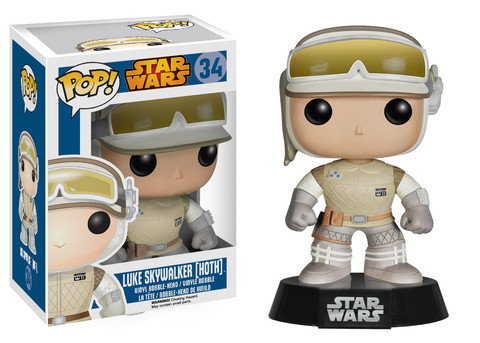 POP!
STAR
WARS
34
LUKE SKYWALKER [HOTH]
VINYL BOBBLE-HEAD / VINYLE BOBBLE
LA TÊTE / BOBBLE-HEAD DE VINILO
WARNING:
STAR
WARS